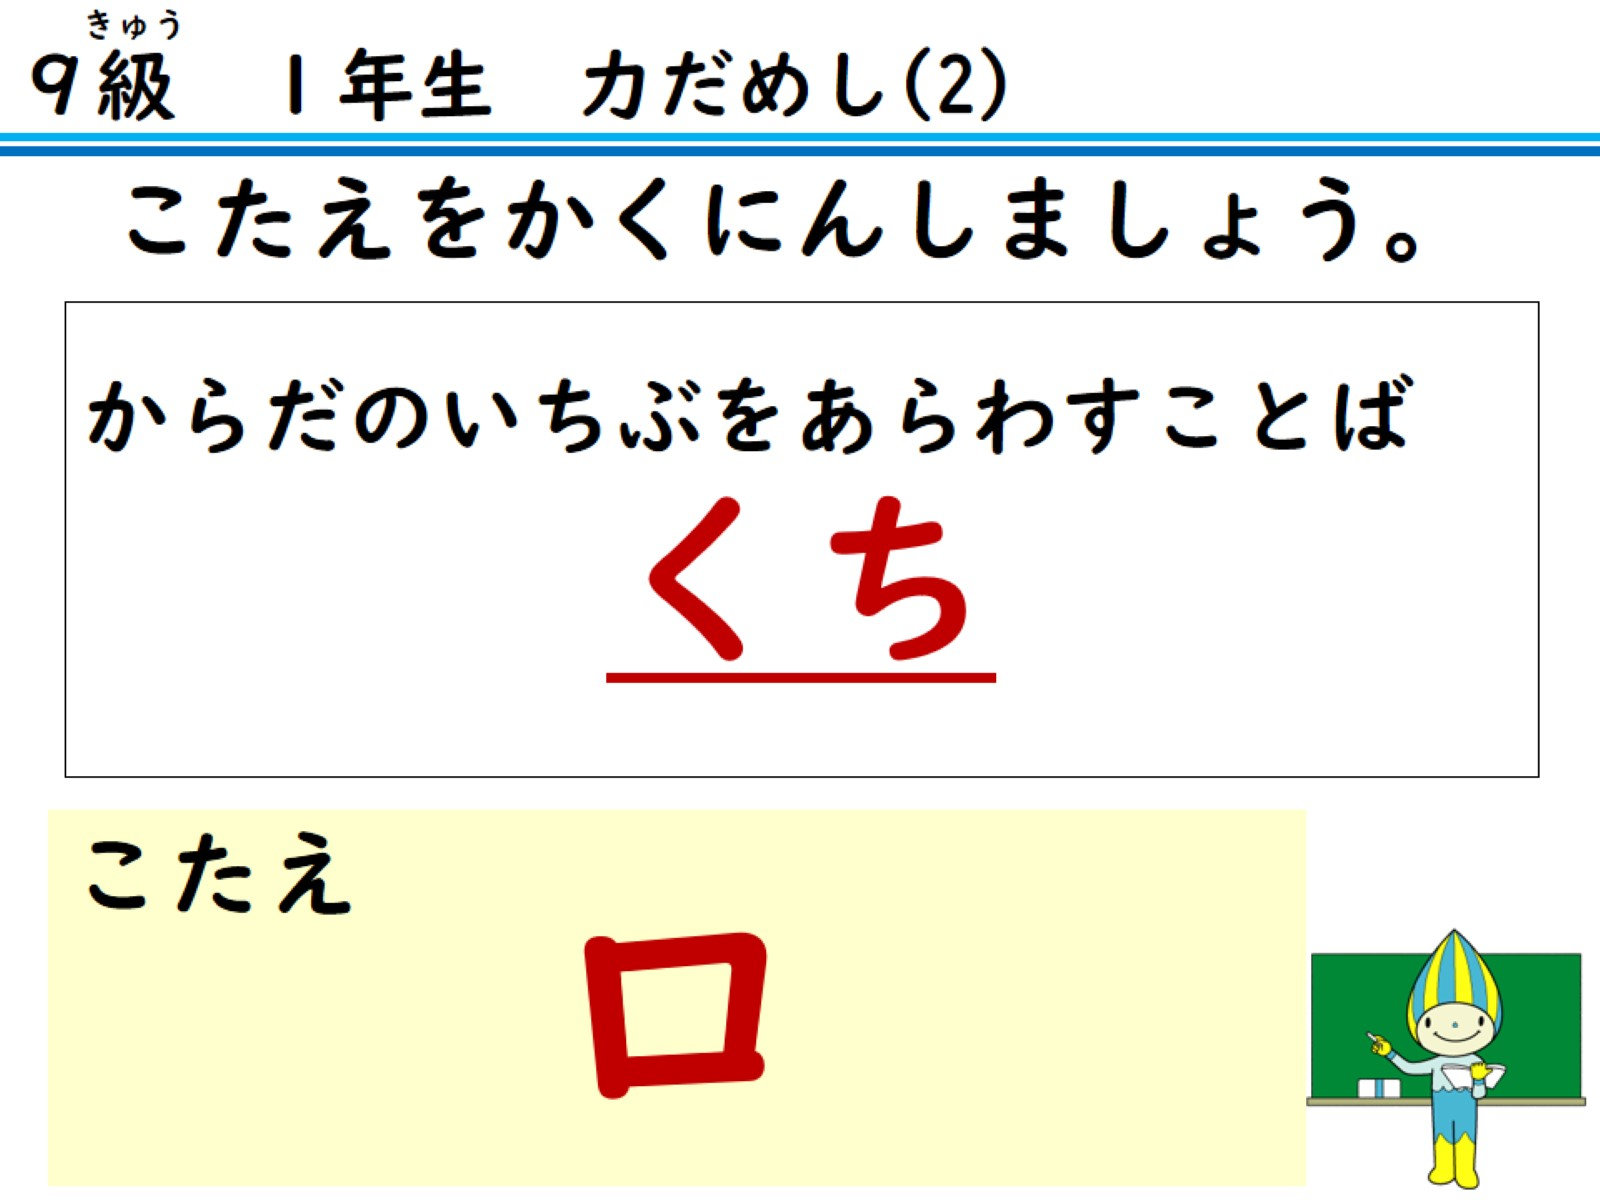 きゅう
９級　１年生　力だめし(2)
こたえをかくにんしましょう。
からだのいちぶをあらわすことば
くち
こたえ
口